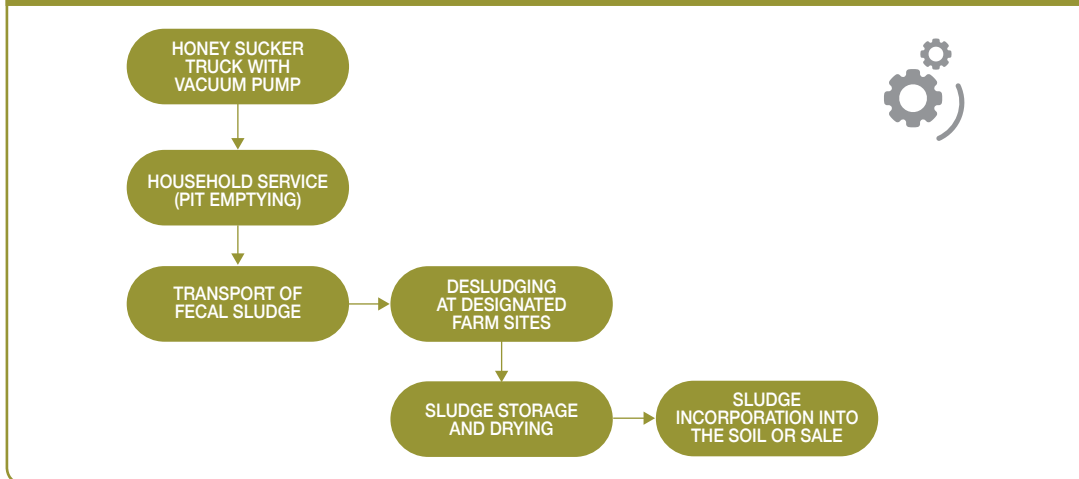 HONEY SUCKER
TRUCK WITH
VACUUM PUMP
HOUSEHOLD SERVICE
(PIT EMPTYING)
TRANSPORT OF
FECAL SLUDGE
DESLUDGING
AT DESIGNATED
FARM SITES
SLUDGE STORAGE
AND DRYING
SLUDGE
INCORPORATION INTO
THE SOIL OR SALE